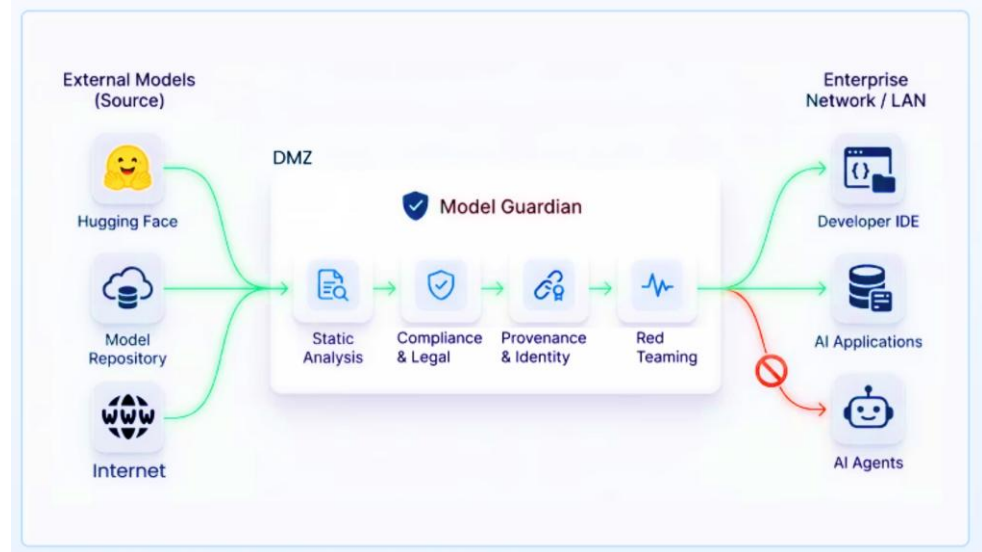 External Models
(Source)
Hugging Face
Model
Repository
WWW
Internet
DMZ
Model Guardian
Static
Analysis
Compliance
& Legal
Provenance
& Identity
Red
Teaming
Enterprise
Network / LAN
{}
Developer IDE
AI Applications
AI Agents